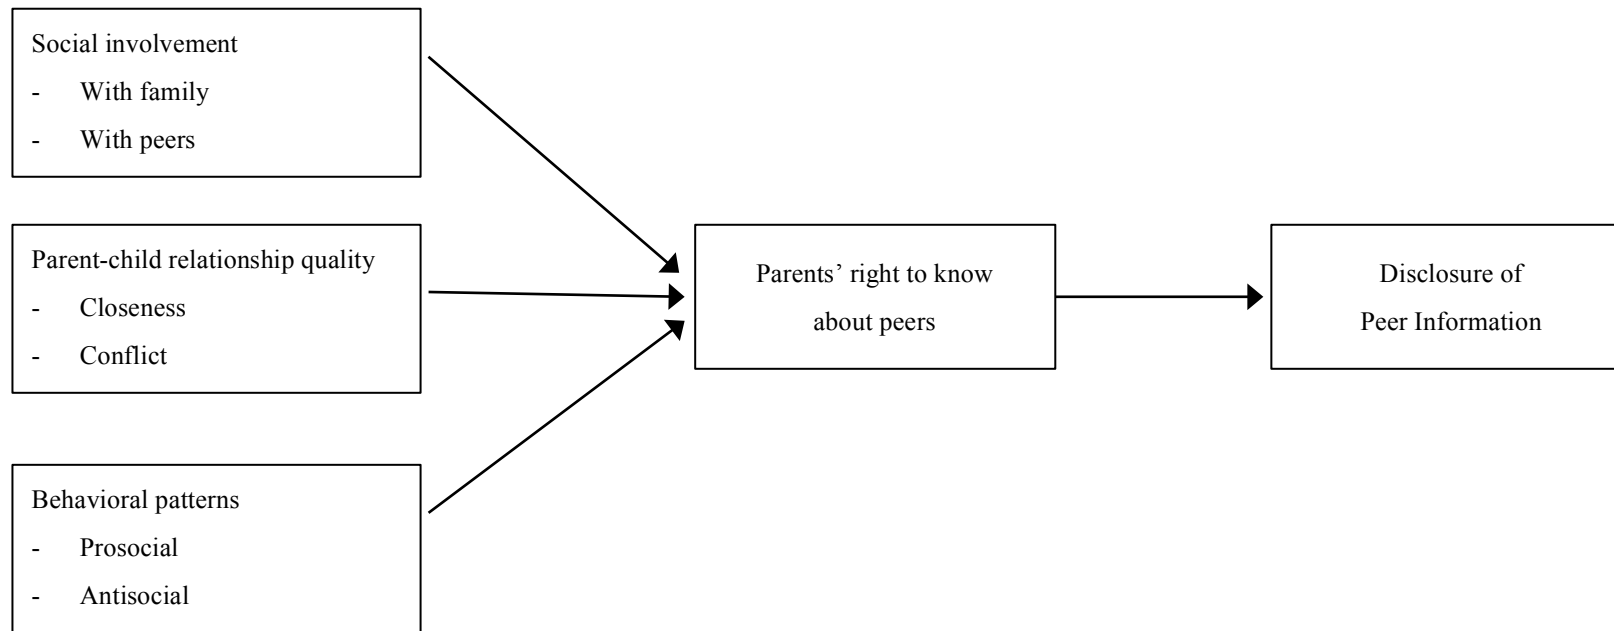 Social involvement
- With family
- With peers
Parent-child relationship quality
- Closeness
- Conflict
Behavioral patterns
- Prosocial
- Antisocial
Parents’ right to know
about peers
Disclosure of
Peer Information